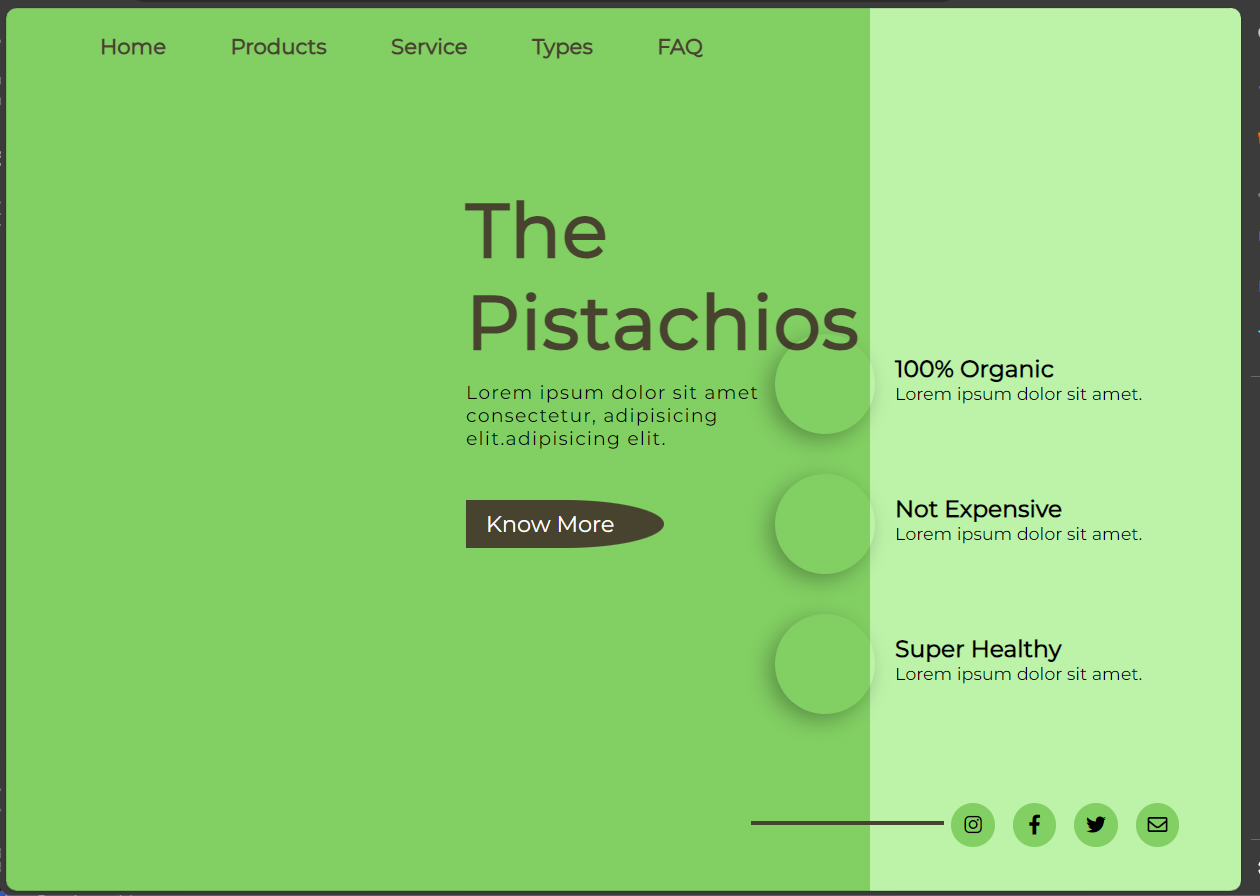 Home Products Service Types FAQ
The
Pistachios
Lorem ipsum dolor sit amet
consectetur, adipisicing
elit.adipisicing elit.
Know More
100% Organic
Lorem ipsum dolor sit amet.
Not Expensive
Lorem ipsum dolor sit amet.
Super Healthy
Lorem ipsum dolor sit amet.